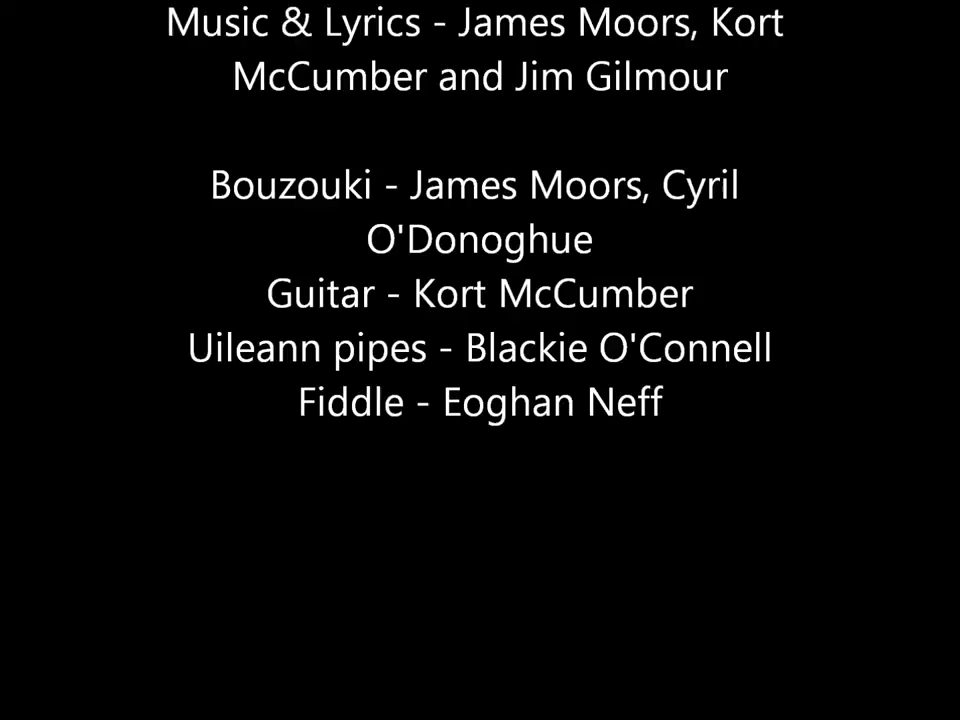 Music & Lyrics - James Moors, Kort
McCumber and Jim Gilmour
Bouzouki - James Moors, Cyril
O'Donoghue
Guitar - Kort McCumber
Uileann pipes - Blackie O'Connell
Fiddle - Eoghan Neff